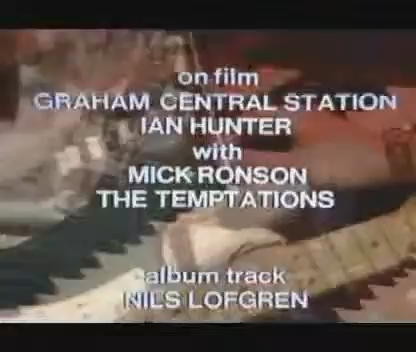 on film
GRAHAM CENTRAL STATION
IAN HUNTER
with
MICK RONSON
THE TEMPTATIONS
album track
NILS LOFGREN